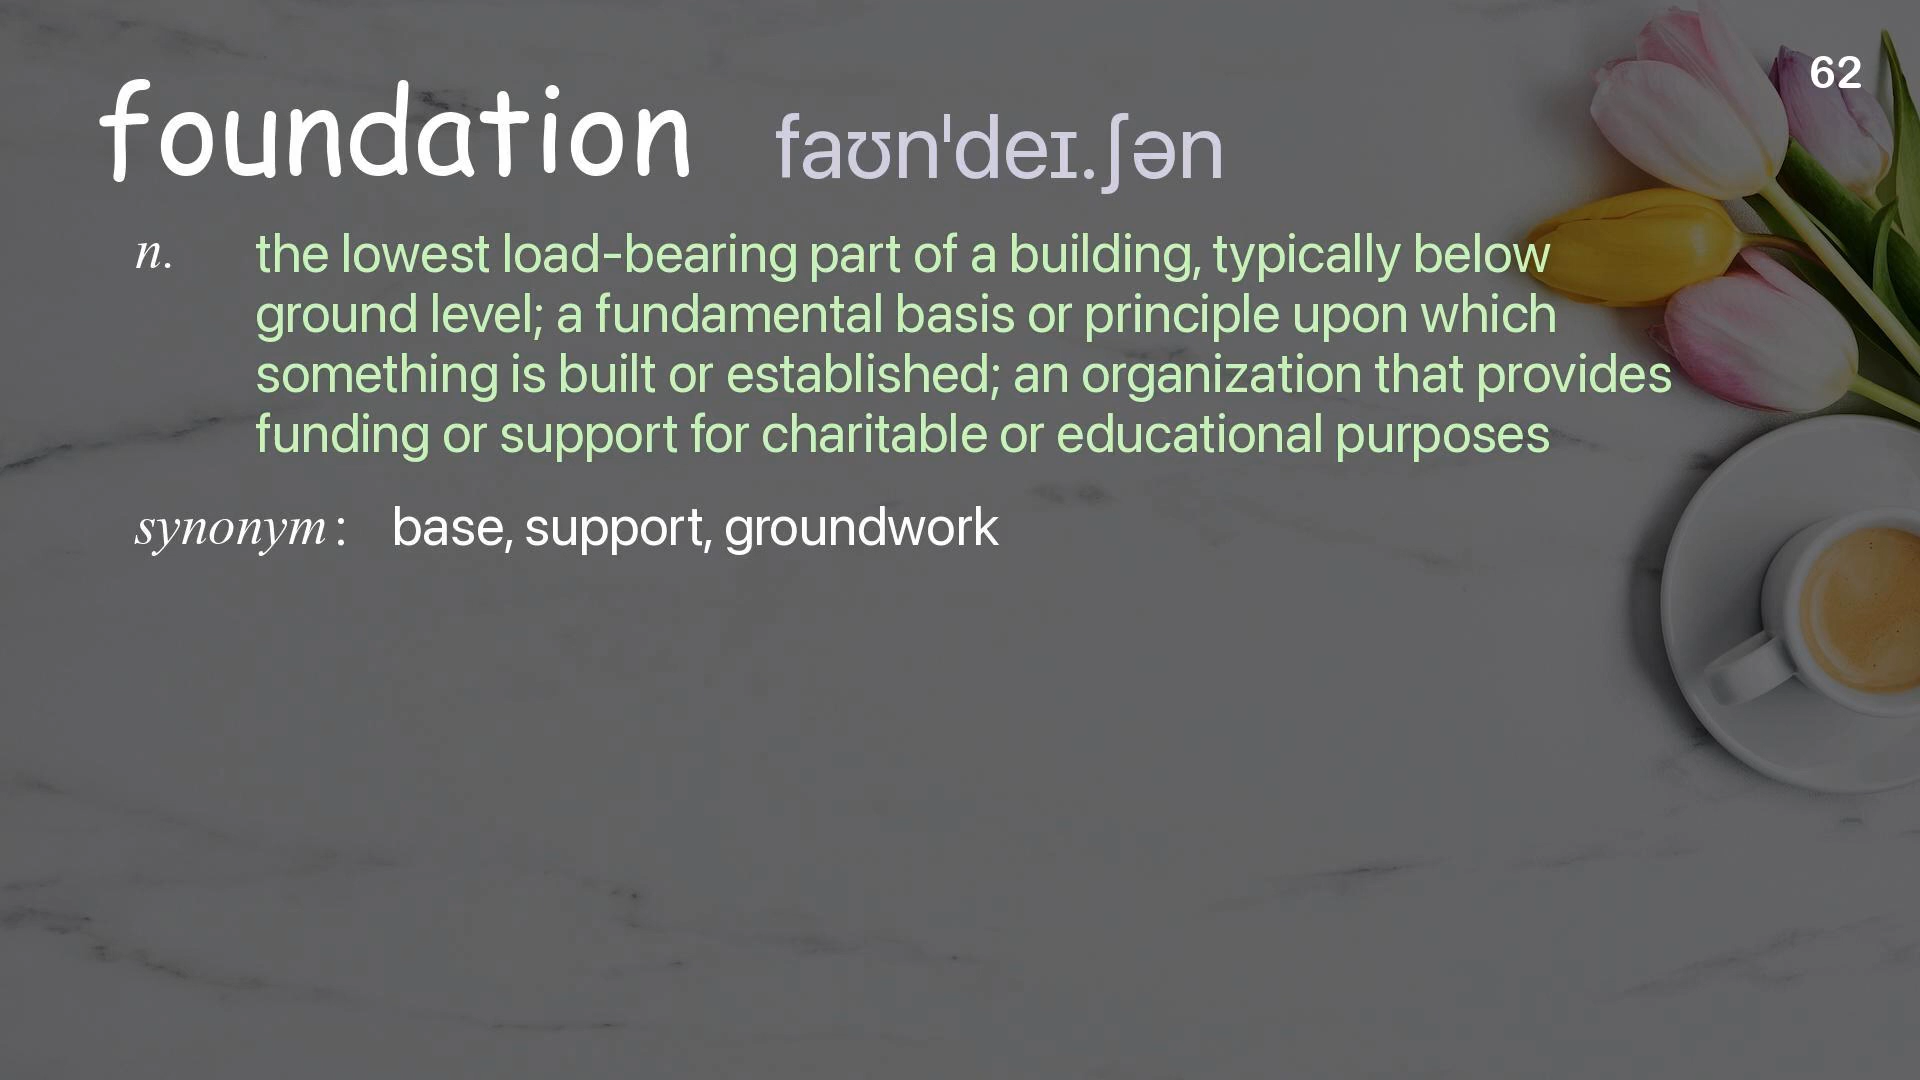 62
foundation faʊnˈdeɪ.ʃən
n. the lowest load-bearing part of a building, typically below
ground level; a fundamental basis or principle upon which
something is built or established; an organization that provides
funding or support for charitable or educational purposes
synonym: base, support, groundwork